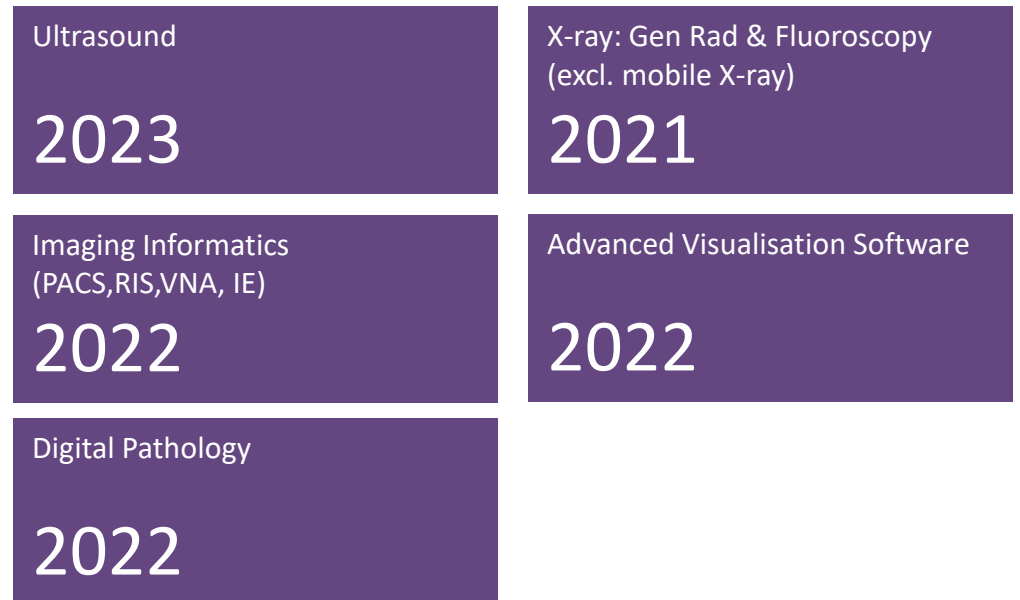 Ultrasound
2023
X-ray: Gen Rad & Fluoroscopy
(excl. mobile X-ray)
2021
Imaging Informatics
(PACS,RIS,VNA, IE)
2022
Advanced Visualisation Software
2022
Digital Pathology
2022